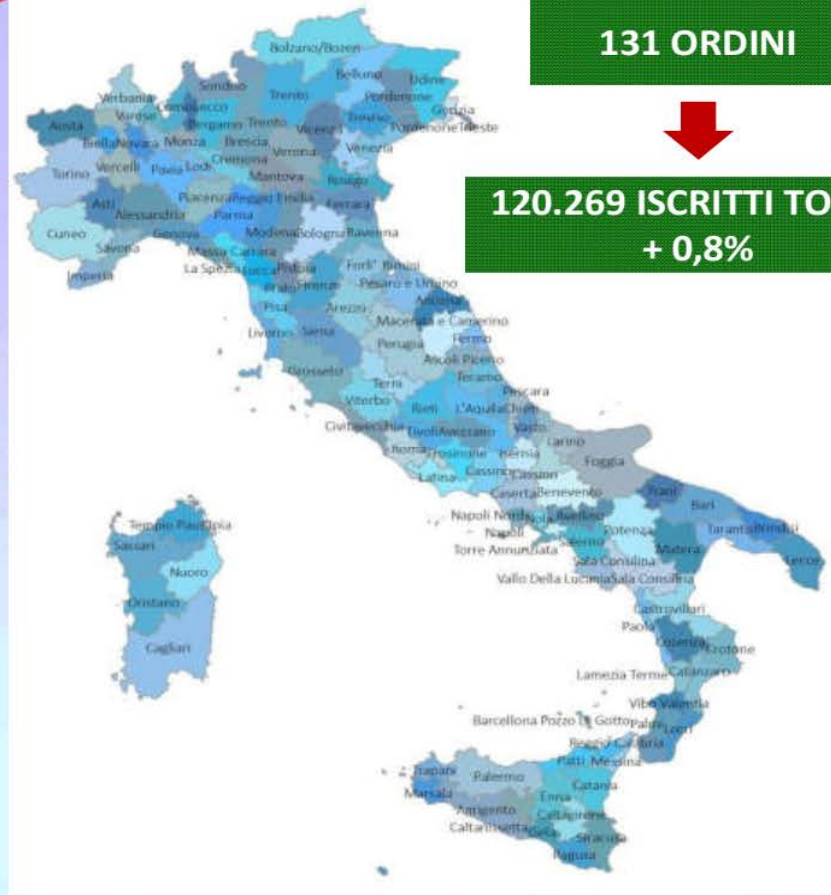 131 ORDINI
120.269 ISCRITTI TO
+ 0,8%
Bolzano/Bozen
Belluno
Udine
Sondrio
Trento
Pordenone
Gorizia
Verbania
Varese
Aosta
Bergamo
Trento
Vicenza
Treviso
Pordenone
Trieste
Biella
Novara
Monza
Brescia
Verona
Venezia
Torino
Vercelli
Pavia
Lodi
Cremona
Mantova
Rovigo
Asti
Alessandria
Piacenza
Reggio Emilia
Ferrara
Parma
Cuneo
Savona
Genova
Modena
Bologna
Ravenna
Imperia
Massa Carrara
La Spezia
Lucca
Pistoia
Forli' Rimini
Prato
Firenze
Pesaro e Urbino
Ancona
Pisa
Arezzo
Macerata e Camerino
Livorno
Siena
Perugia
Fermo
Ascoli Piceno
Grosseto
Terni
Teramo
Viterbo
Rieti
L'Aquila
Chieti
Pescara
Civitavecchia
Tivoli
Avezzano
Vasto
Larino
Roma
Frosinone
Isernia
Foggia
Latina
Cassino
Cassino
Caserta
Benevento
Trani
Bari
Napoli Nord
Nola
Avellino
Potenza
Taranto
Brindisi
Napoli
Torre Annunziata
Salerno
Matera
Lecce
Sala Consilina
Vallo Della Lucania
Sala Consilina
Tempio Pausania
Sassari
Nuoro
Oristano
Cagliari
Castrovillari
Paola
Cosenza
Crotone
Lamezia Terme
Catanzaro
Vibo Valentia
Barcellona Pozzo Di Gotto
Palmi
Locri
Reggio Calabria
Patti
Messina
Trapani
Palermo
Marsala
Catania
Enna
Agrigento
Caltagirone
Caltanissetta
Gela
Siracusa
Ragusa